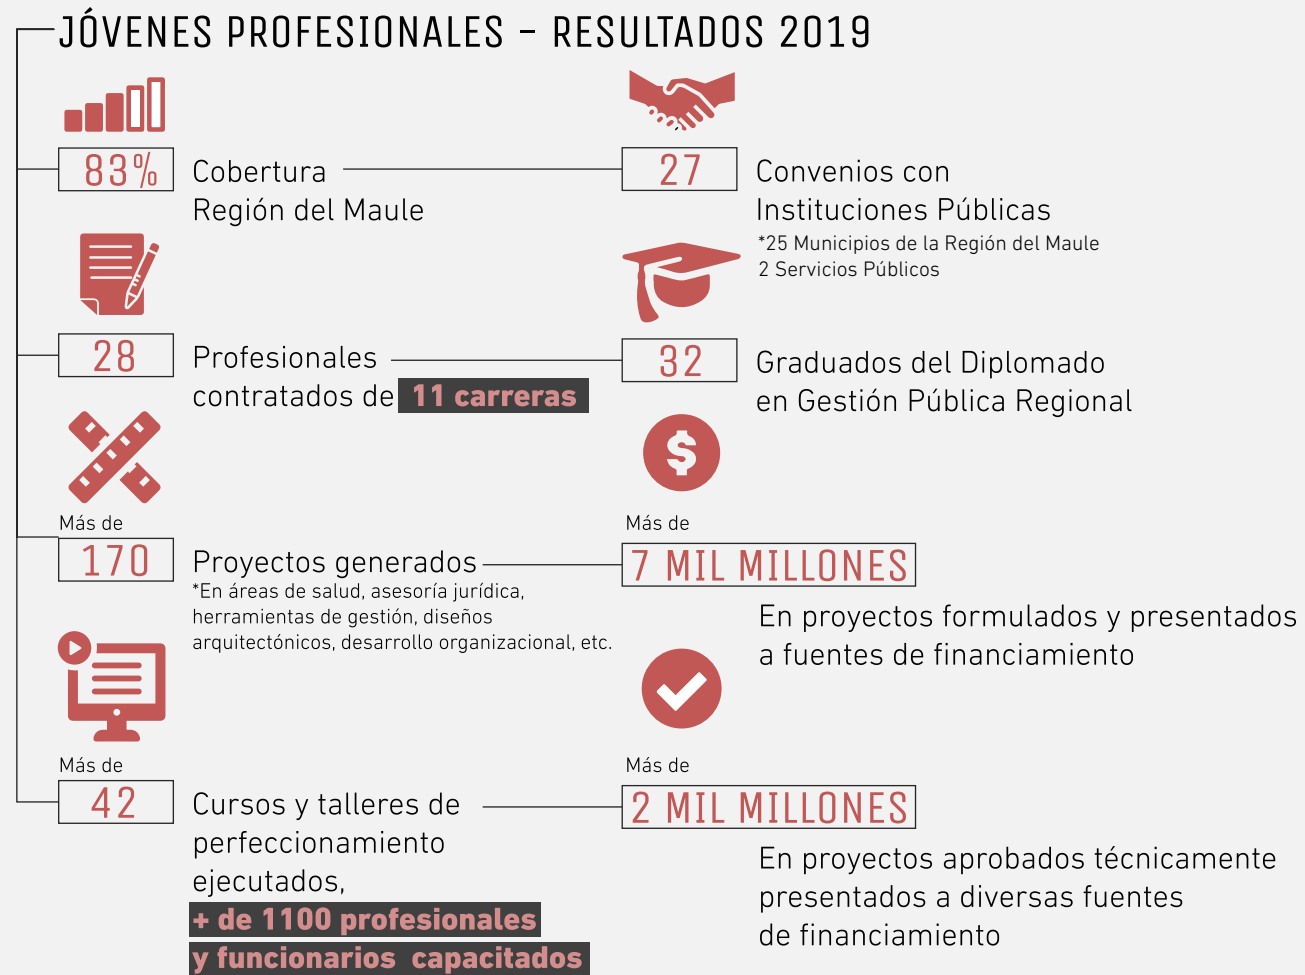 JÓVENES PROFESIONALES – RESULTADOS 2019
83%
Cobertura
Región del Maule
27
Convenios con
Instituciones Públicas
*25 Municipios de la Región del Maule
2 Servicios Públicos
28
Profesionales
contratados de 11 carreras
32
Graduados del Diplomado
en Gestión Pública Regional
Más de
170
Proyectos generados
*En áreas de salud, asesoría jurídica,
herramientas de gestión, diseños
arquitectónicos, desarrollo organizacional, etc.
$
Más de
7 MIL MILLONES
En proyectos formulados y presentados
a fuentes de financiamiento
Más de
42
Cursos y talleres de
perfeccionamiento
ejecutados,
+ de 1100 profesionales
y funcionarios capacitados
Más de
2 MIL MILLONES
En proyectos aprobados técnicamente
presentados a diversas fuentes
de financiamiento